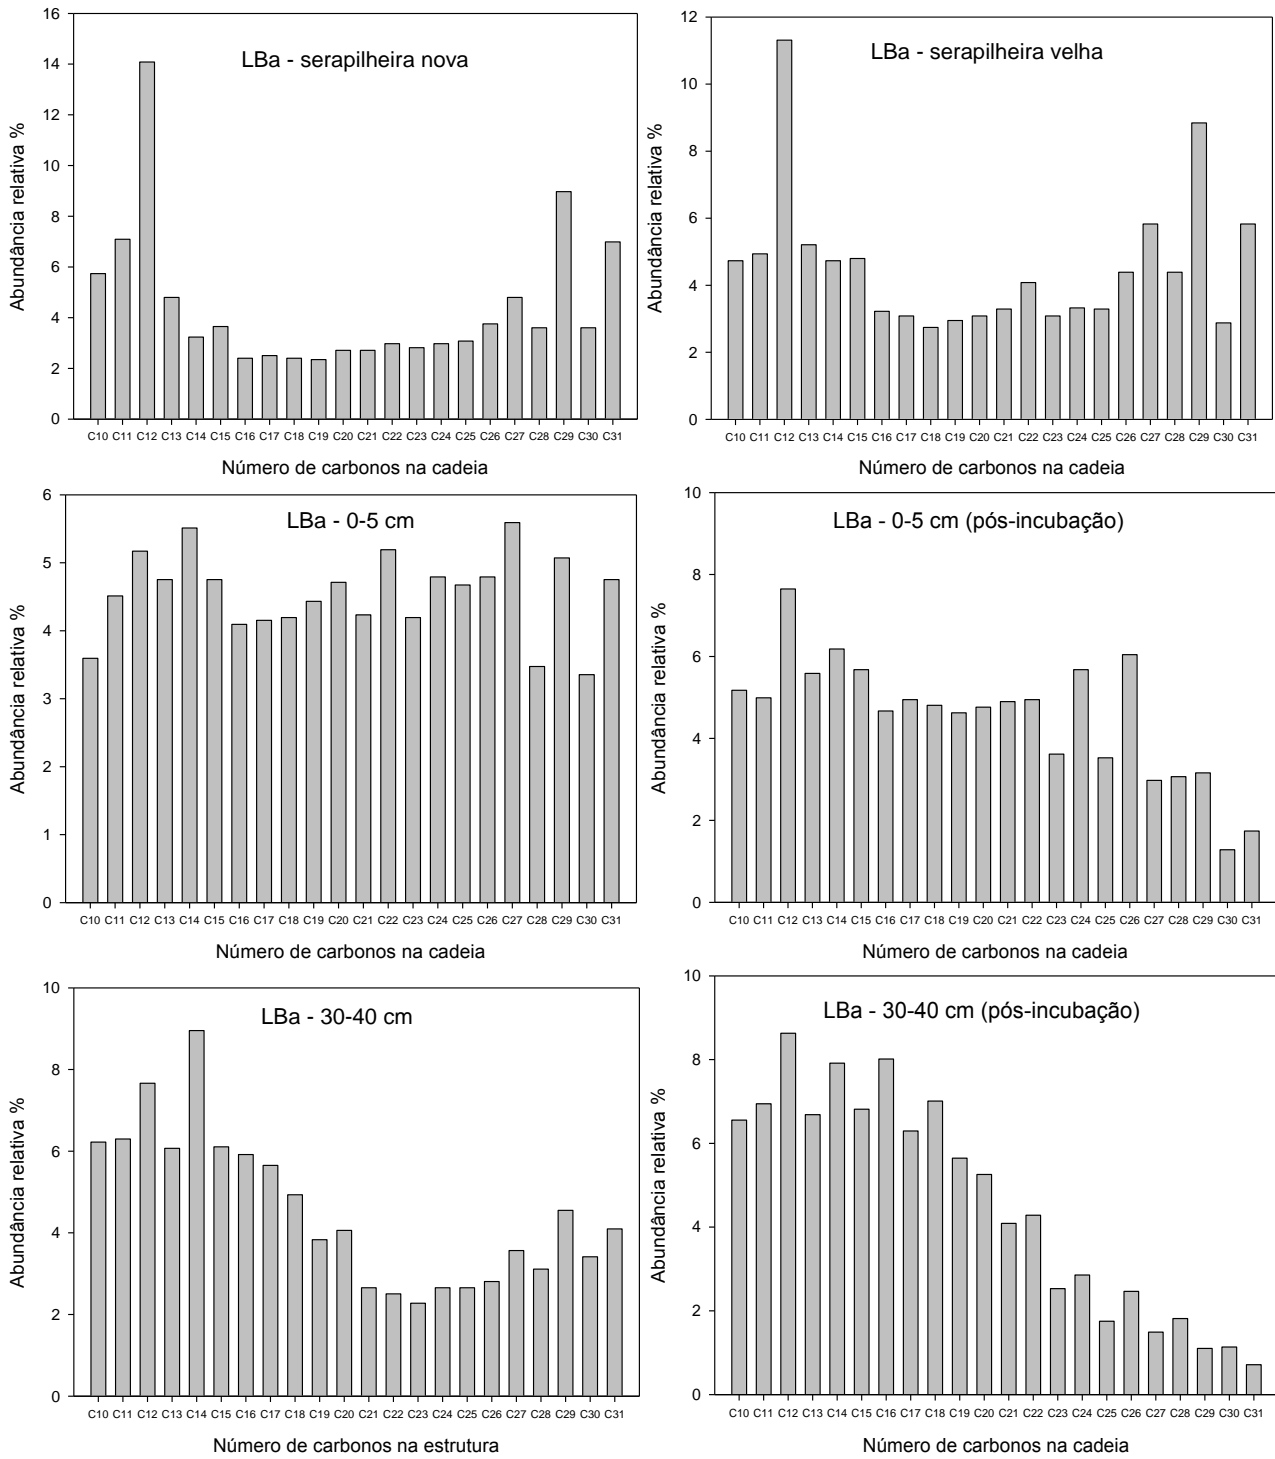 LBa - serapilheira nova
Abundância relativa %
16
14
12
10
8
6
4
2
0
C10 C11 C12 C13 C14 C15 C16 C17 C18 C19 C20 C21 C22 C23 C24 C25 C26 C27 C28 C29 C30 C31
Número de carbonos na cadeia
LBa - serapilheira velha
Abundância relativa %
12
10
8
6
4
2
0
C10 C11 C12 C13 C14 C15 C16 C17 C18 C19 C20 C21 C22 C23 C24 C25 C26 C27 C28 C29 C30 C31
Número de carbonos na cadeia
LBa - 0-5 cm
Abundância relativa %
6
5
4
3
2
1
0
C10 C11 C12 C13 C14 C15 C16 C17 C18 C19 C20 C21 C22 C23 C24 C25 C26 C27 C28 C29 C30 C31
Número de carbonos na cadeia
LBa - 0-5 cm (pós-incubação)
Abundância relativa %
10
8
6
4
2
0
C10 C11 C12 C13 C14 C15 C16 C17 C18 C19 C20 C21 C22 C23 C24 C25 C26 C27 C28 C29 C30 C31
Número de carbonos na cadeia
LBa - 30-40 cm
Abundância relativa %
10
8
6
4
2
0
C10 C11 C12 C13 C14 C15 C16 C17 C18 C19 C20 C21 C22 C23 C24 C25 C26 C27 C28 C29 C30 C31
Número de carbonos na estrutura
LBa - 30-40 cm (pós-incubação)
Abundância relativa %
10
8
6
4
2
0
C10 C11 C12 C13 C14 C15 C16 C17 C18 C19 C20 C21 C22 C23 C24 C25 C26 C27 C28 C29 C30 C31
Número de carbonos na cadeia